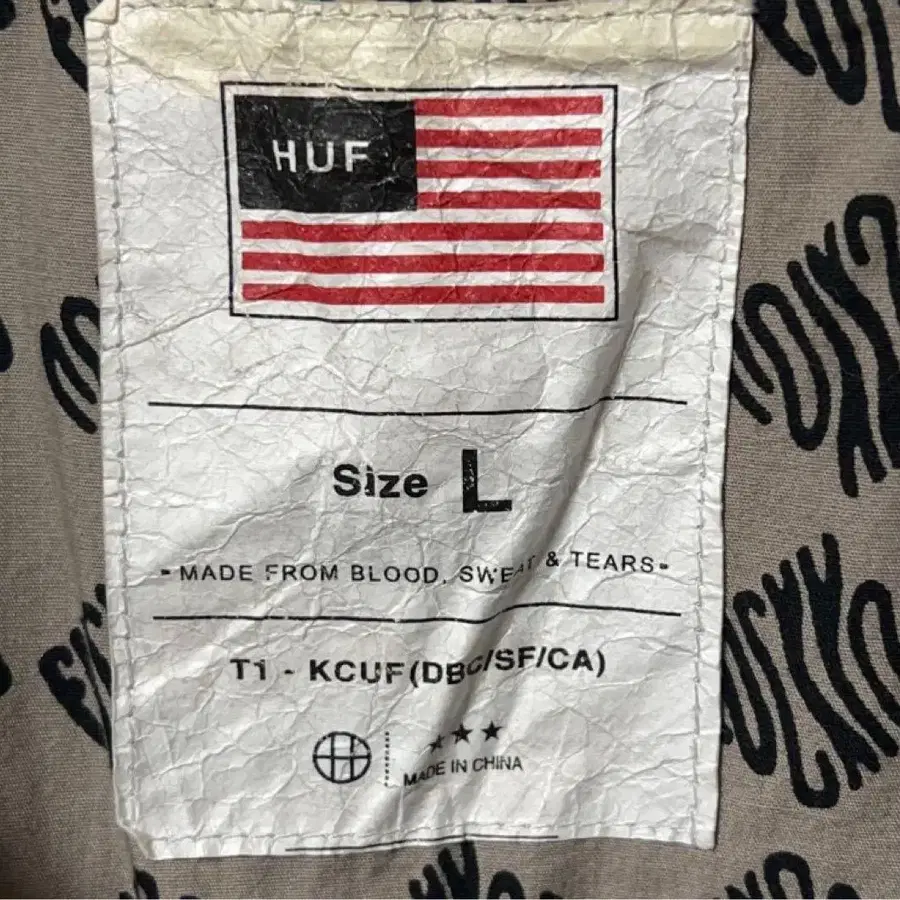 HUF
Size L
- MADE FROM BLOOD, SWEAT & TEARS -
T1 - KCUF(DBC/SF/CA)
H
MADE IN CHINA